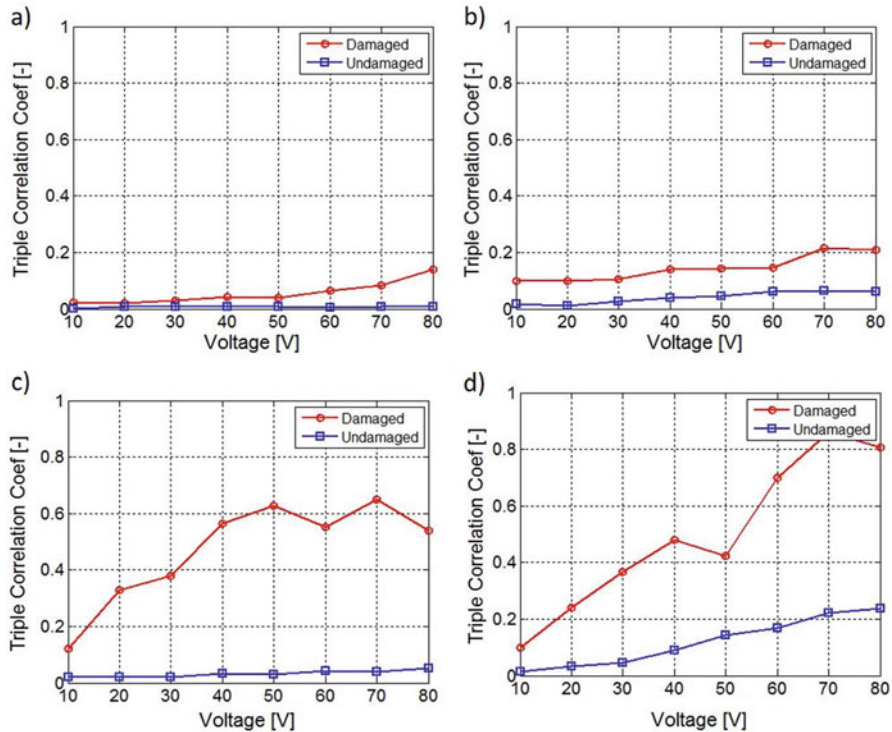 a)
1
0.8
0.6
0.4
0.2
0
10 20 30 40 50 60 70 80
Triple Correlation Coef [-]
Voltage [V]
Damaged
Undamaged
b)
1
0.8
0.6
0.4
0.2
0
10 20 30 40 50 60 70 80
Triple Correlation Coef [-]
Voltage [V]
Damaged
Undamaged
c)
1
0.8
0.6
0.4
0.2
0
10 20 30 40 50 60 70 80
Triple Correlation Coef [-]
Voltage [V]
Damaged
Undamaged
d)
1
0.8
0.6
0.4
0.2
0
10 20 30 40 50 60 70 80
Triple Correlation Coef [-]
Voltage [V]
Damaged
Undamaged